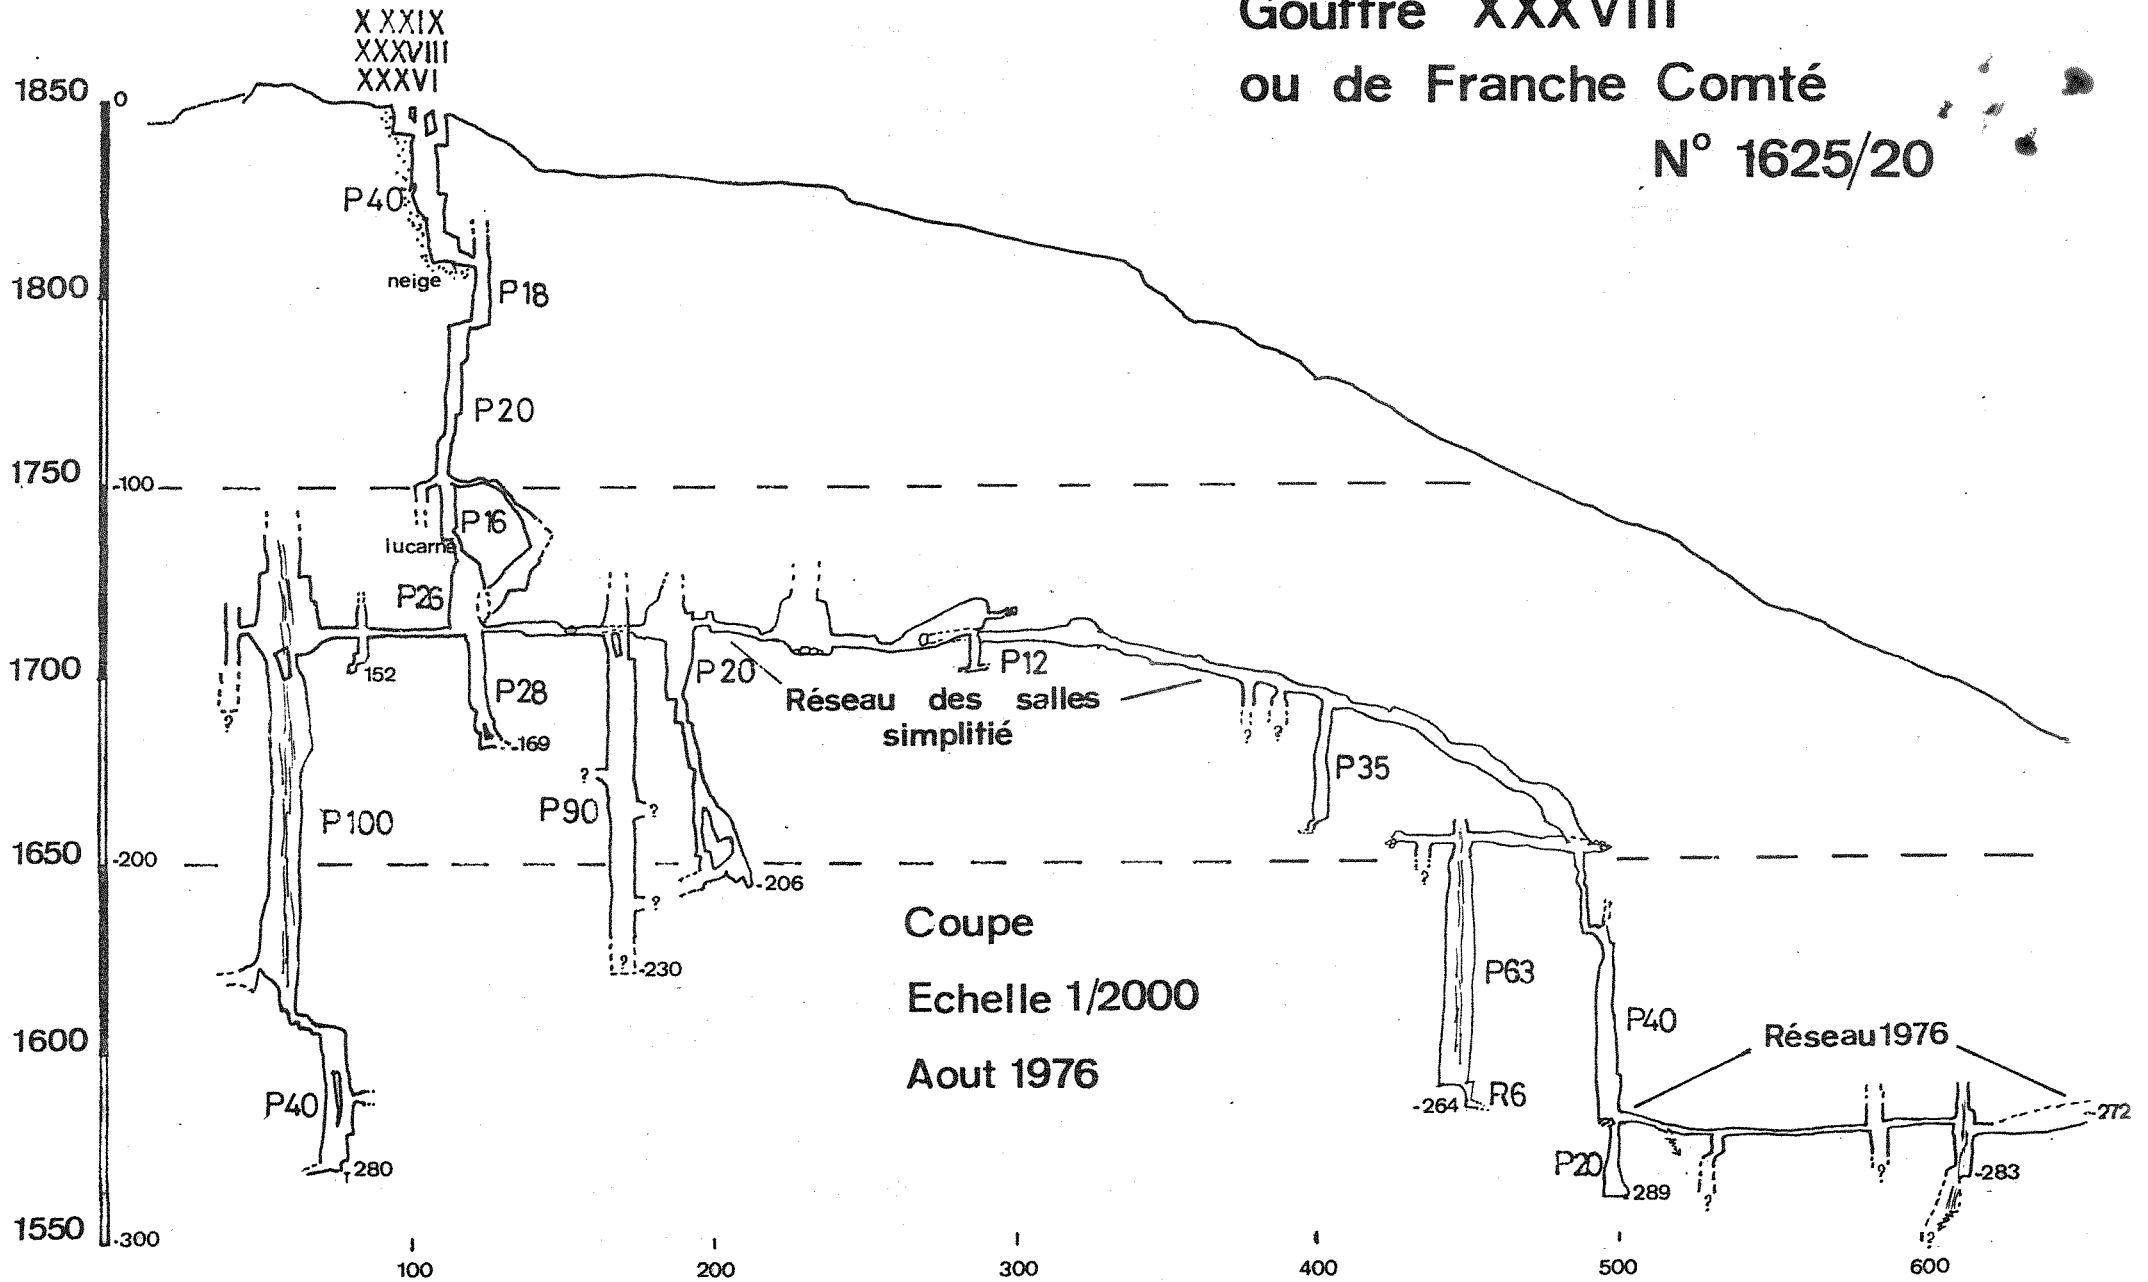 Gouffre XXXVIII
ou de Franche Comté
N° 1625/20
XXXIX
XXXVIII
XXXVI
1850
0
P40
neige
1800
P18
P20
1750
-100
P16
lucarne
P26
1700
152
P28
-169
?
P20
Réseau des salles
simplifié
P12
?
?
P35
?
P90
?
P100
1650
-200
-206
?
?
-230
?
Coupe
Echelle 1/2000
Aout 1976
P63
P40
1600
Réseau 1976
P40
-264
R6
-272
280
P20
289
?
?
-283
?
1550
-300
100
200
300
400
500
600